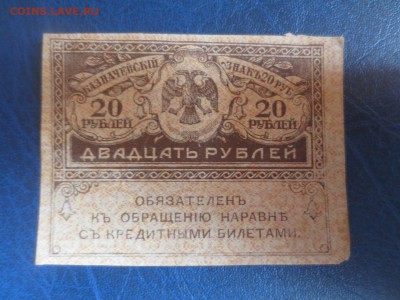 COINS.LAVE.RU
КАЗНАЧЕВСКІЙ ЗНАКЪ 20 РУБ.
20 РУБЛЕЙ
20 РУБЛЕЙ
ДВАДЦАТЬ РУБЛЕЙ
ОБЯЗАТЕЛЕНЪ
КЪ ОБРАЩЕНІЮ НАРАВНѢ
СЪ КРЕДИТНЫМИ БИЛЕТАМИ.